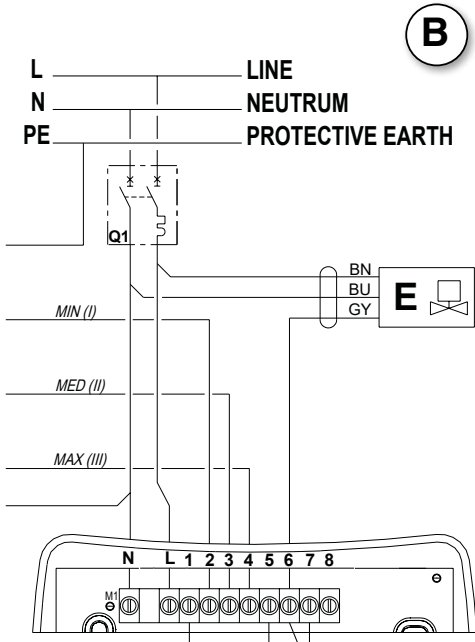 B
L LINE
N NEUTRUM
PE PROTECTIVE EARTH
Q1
BN
BU
GY
E
MIN (I)
MED (II)
MAX (III)
N L 1 2 3 4 5 6 7 8
M1